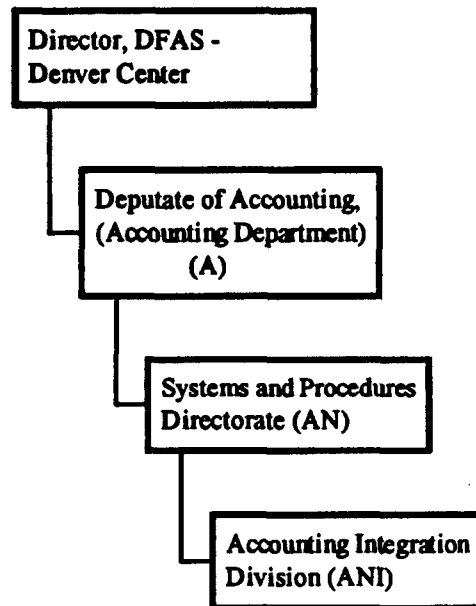 Director, DFAS -
Denver Center
Deputate of Accounting,
(Accounting Department)
(A)
Systems and Procedures
Directorate (AN)
Accounting Integration
Division (ANI)